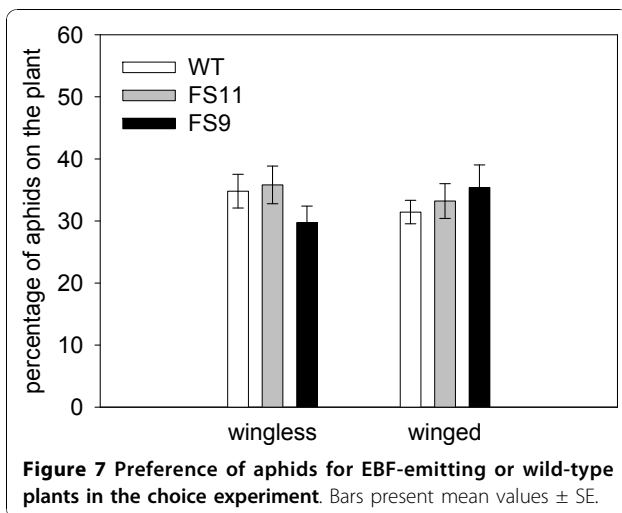 60
50
40
30
20
10
0
percentage of aphids on the plant
WT
FS11
FS9
wingless winged
Figure 7 Preference of aphids for EBF-emitting or wild-type
plants in the choice experiment. Bars present mean values ± SE.